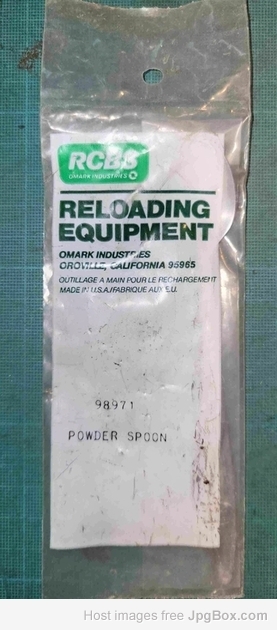 RCBS
OMARK INDUSTRIES
RELOADING
EQUIPMENT
OMARK INDUSTRIES
OROVILLE, CALIFORNIA 95965
OUTILLAGE A MAIN POUR LE RECHARGEMENT
MADE IN U.S.A./FABRIQUE AUX E.U.
98971
POWDER SPOON
Host images free JpgBox.com